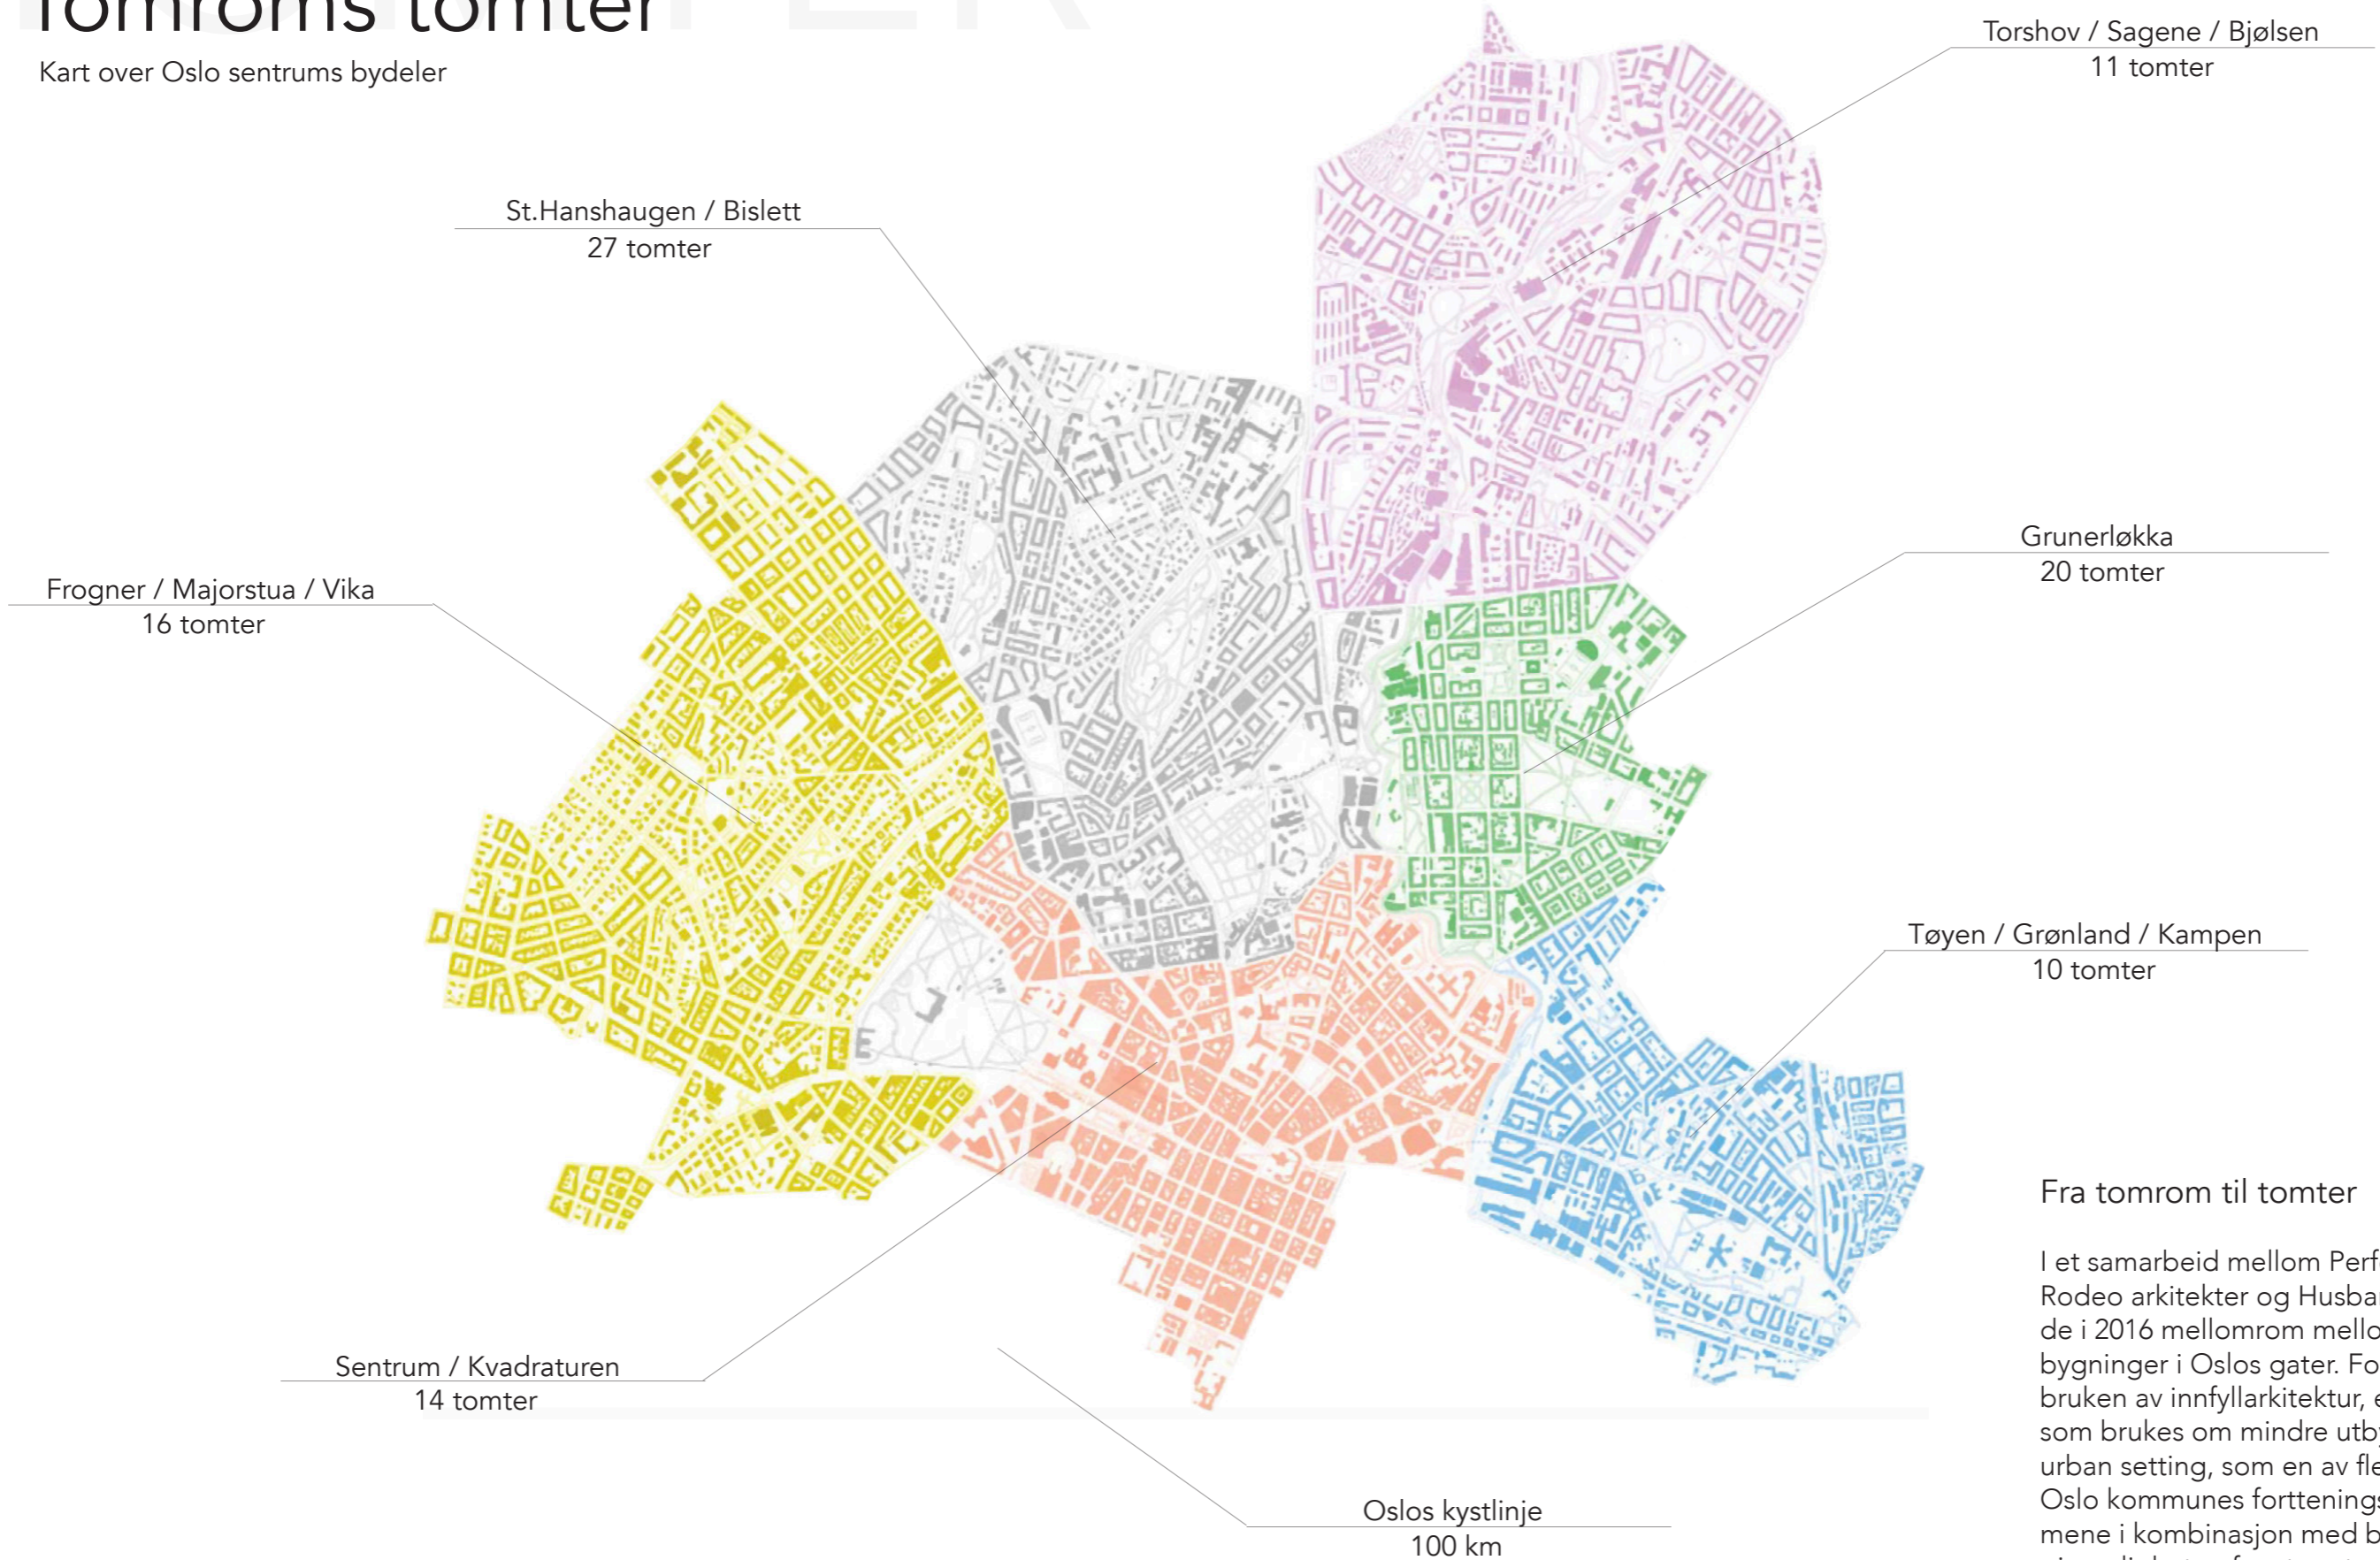 tomter
Kart over Oslo sentrums bydeler
Torshov / Sagene / Bjølsen
11 tomter
St.Hanshaugen / Bislett
27 tomter
Grunerløkka
20 tomter
Frogner / Majorstua / Vika
16 tomter
Tøyen / Grønland / Kampen
10 tomter
Sentrum / Kvadraturen
14 tomter
Oslos kystlinje
100 km
Fra tomrom til tomter
I et samarbeid mellom
Rodeo arkitekter og
de i 2016 mellomrom
bygninger i Oslos gater.
bruken av innfyllarkitektur,
som brukes om mindre
urban setting, som en av
Oslo kommunes
mene i kombinasjon med